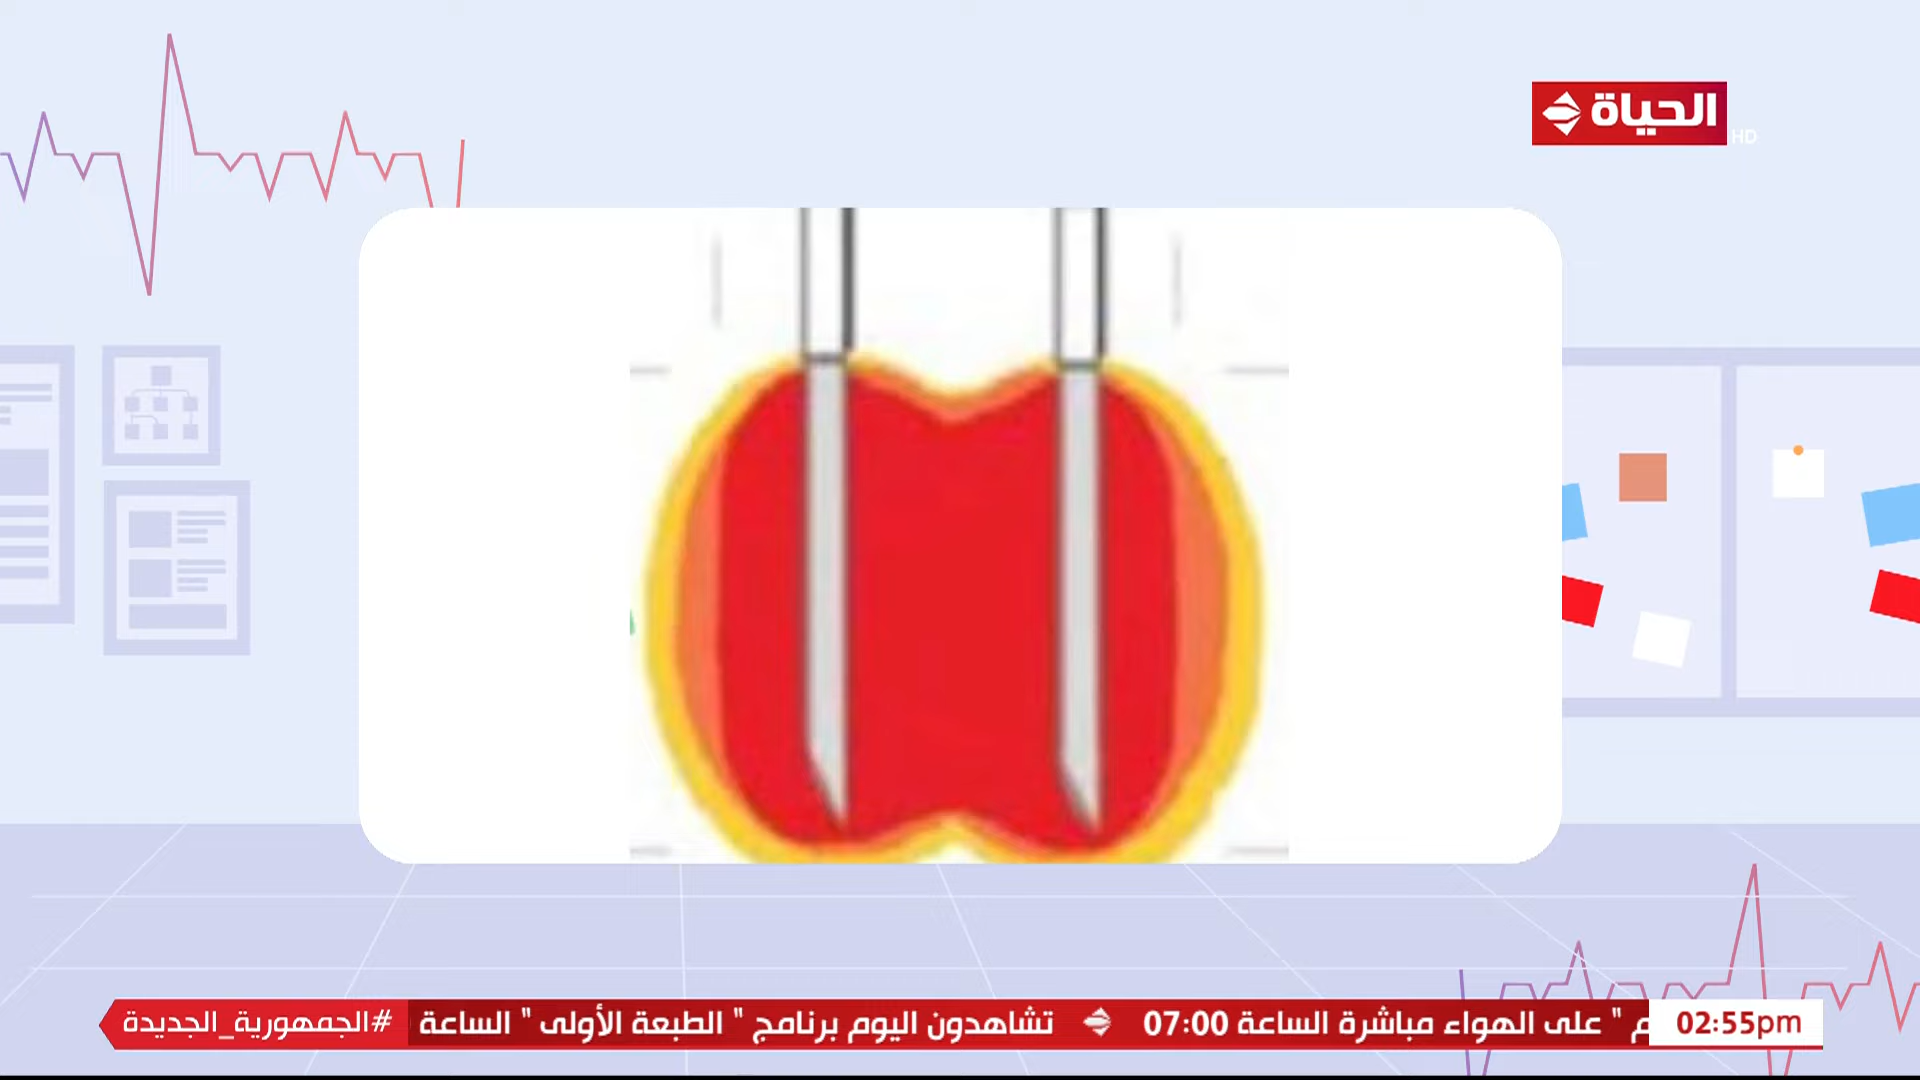 الحياة
HD
#الجمهورية_الجديدة
م " على الهواء مباشرة الساعة 07:00 تشاهدون اليوم برنامج " الطبعة الأولى " الساعة
02:55pm